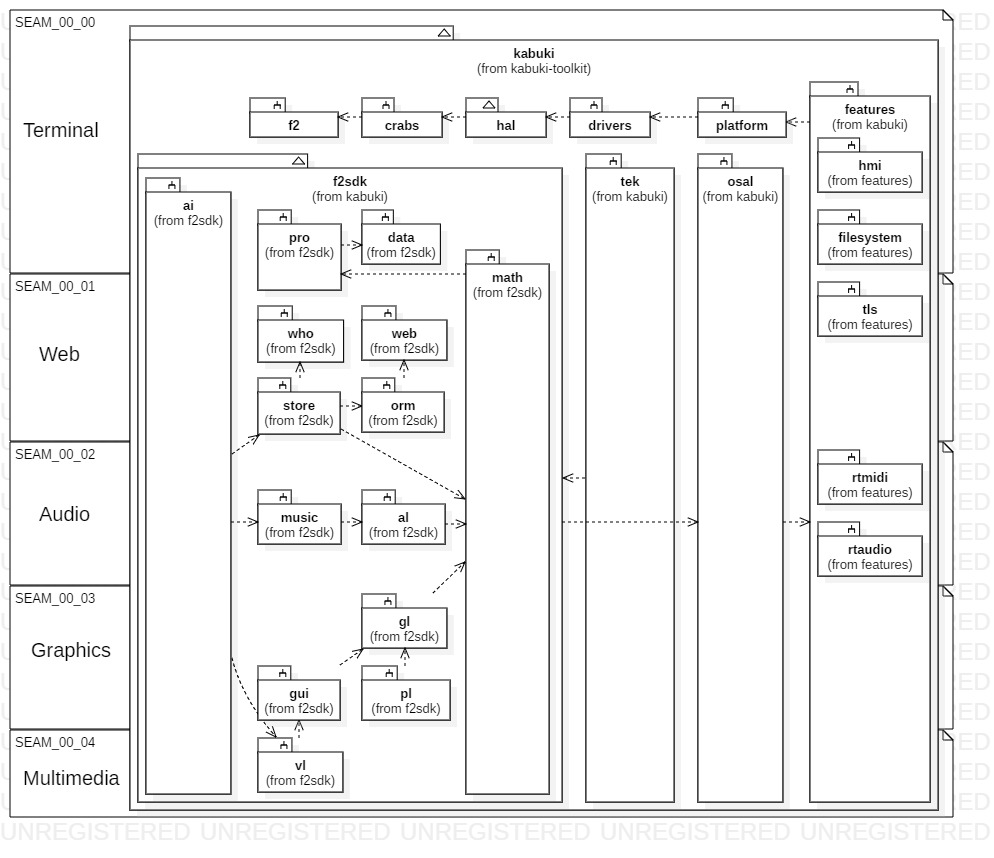 SEAM_00_00
Terminal
kabuki
(from kabuki-toolkit)
f2
crabs
hal
drivers
platform
features
(from kabuki)
hmi
(from features)
filesystem
(from features)
tls
(from features)
rtmidi
(from features)
rtaudio
(from features)
f2sdk
(from kabuki)
tek
(from kabuki)
osal
(from kabuki)
ai
(from f2sdk)
pro
(from f2sdk)
data
(from f2sdk)
math
(from f2sdk)
SEAM_00_01
Web
who
(from f2sdk)
web
(from f2sdk)
store
(from f2sdk)
orm
(from f2sdk)
SEAM_00_02
Audio
music
(from f2sdk)
al
(from f2sdk)
SEAM_00_03
Graphics
gl
(from f2sdk)
gui
(from f2sdk)
pl
(from f2sdk)
SEAM_00_04
Multimedia
vl
(from f2sdk)
UNREGISTERED UNREGISTERED UNREGISTERED UNREGISTERED UNREGISTERED